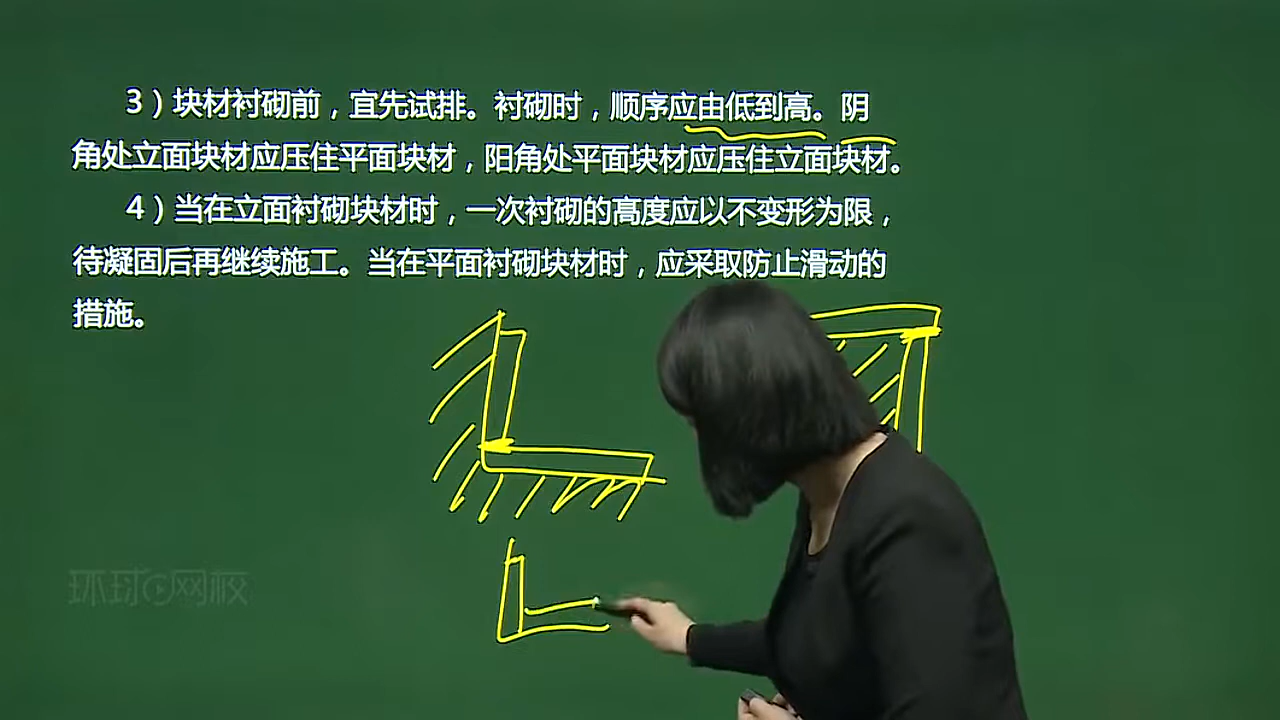 3）块材衬砌前，宜先试排。衬砌时，顺序应由低到高。阴
角处立面块材应压住平面块材，阳角处平面块材应压住立面块材。
4）当在立面衬砌块材时，一次衬砌的高度应以不变形为限，
待凝固后再继续施工。当在平面衬砌块材时，应采取防止滑动的
措施。
环球网校